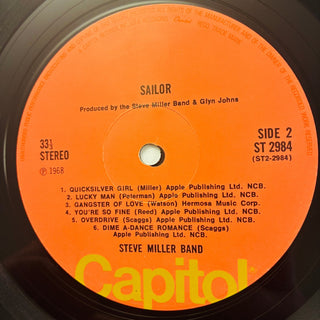 SAILOR
Produced by the Steve Miller Band & Glyn Johns
33⅓
STEREO
SIDE 2
ST 2984
(ST2-2984)
℗ 1968
1. QUICKSILVER GIRL (Miller) Apple Publishing Ltd. NCB.
2. LUCKY MAN (Peterman) Apple Publishing Ltd. NCB.
3. GANGSTER OF LOVE (Watson) Hermosa Music Corp.
4. YOU'RE SO FINE (Reed) Apple Publishing Ltd. NCB.
5. OVERDRIVE (Scaggs) Apple Publishing Ltd. NCB.
6. DIME A-DANCE ROMANCE (Scaggs)
Apple Publishing Ltd. NCB.
STEVE MILLER BAND
Capitol